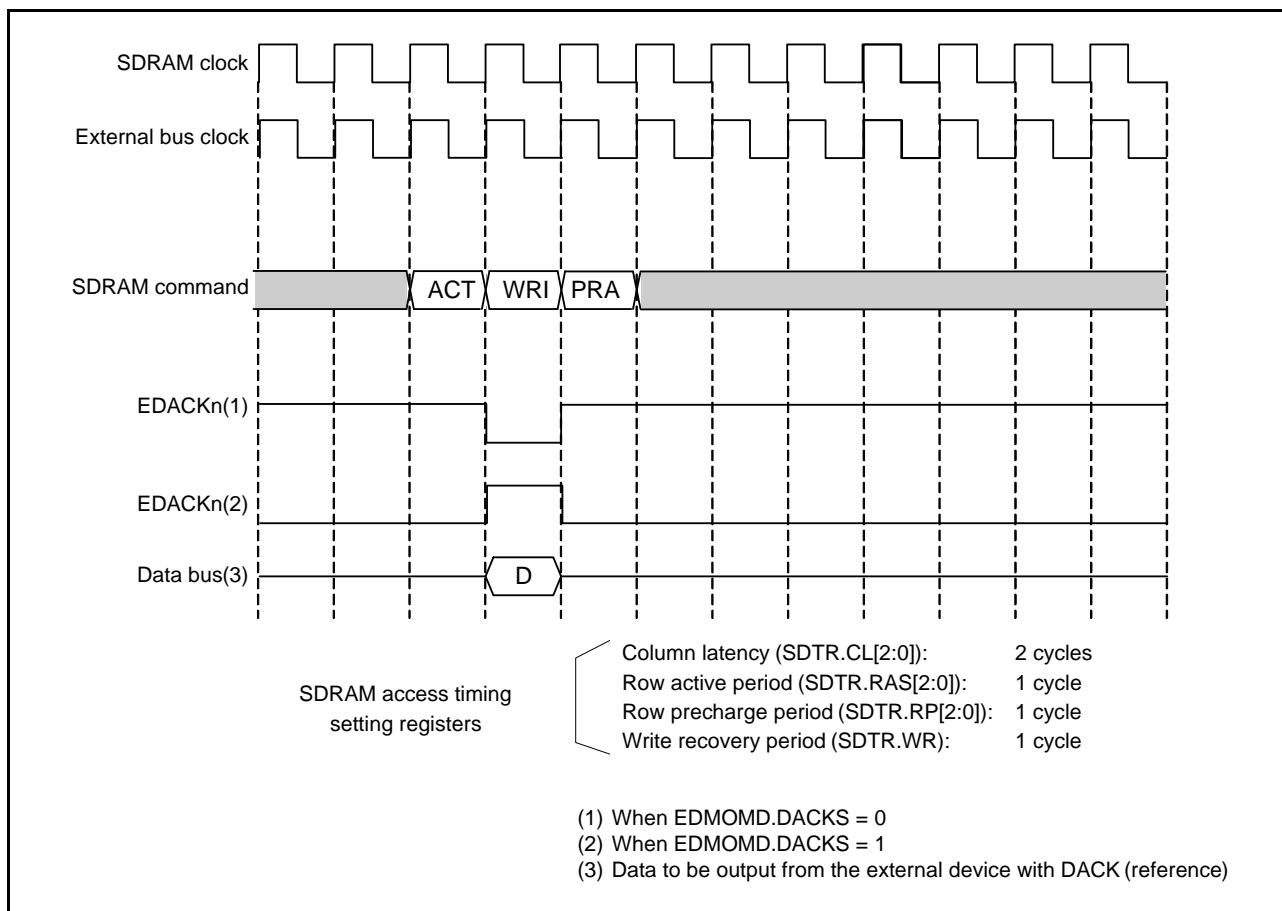 SDRAM clock
External bus clock
SDRAM command
ACT WRI PRA
EDACKn(1)
EDACKn(2)
Data bus(3)
D
SDRAM access timing
setting registers
Column latency (SDTR.CL[2:0]): 2 cycles
Row active period (SDTR.RAS[2:0]): 1 cycle
Row precharge period (SDTR.RP[2:0]): 1 cycle
Write recovery period (SDTR.WR): 1 cycle
(1) When EDMOMD.DACKS = 0
(2) When EDMOMD.DACKS = 1
(3) Data to be output from the external device with DACK (reference)